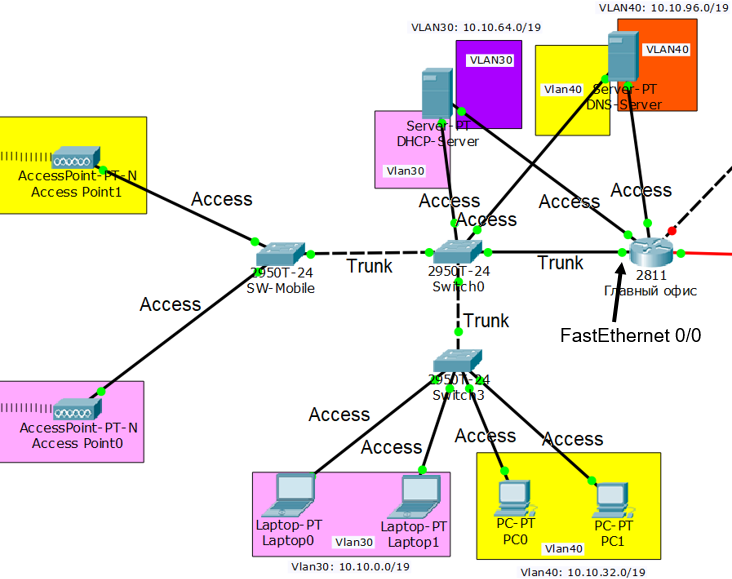 VLAN40: 10.10.96.0/19
VLAN30: 10.10.64.0/19
VLAN30
VLAN40
Vlan40
Server-PT
DNS-Server
Server-PT
DHCP-Server
Vlan30
AccessPoint-PT-N
Access Point1
Access
Access
Access
Access
Access
2950T-24
SW-Mobile
Trunk
2950T-24
Switch0
Trunk
2811
Главный офис
Access
Trunk
FastEthernet 0/0
2950T-24
Switch3
AccessPoint-PT-N
Access Point0
Access
Access
Access
Access
Laptop-PT
Laptop0
Vlan30
Laptop-PT
Laptop1
PC-PT
PC0
PC-PT
PC1
Vlan40
Vlan30: 10.10.0.0/19
Vlan40: 10.10.32.0/19